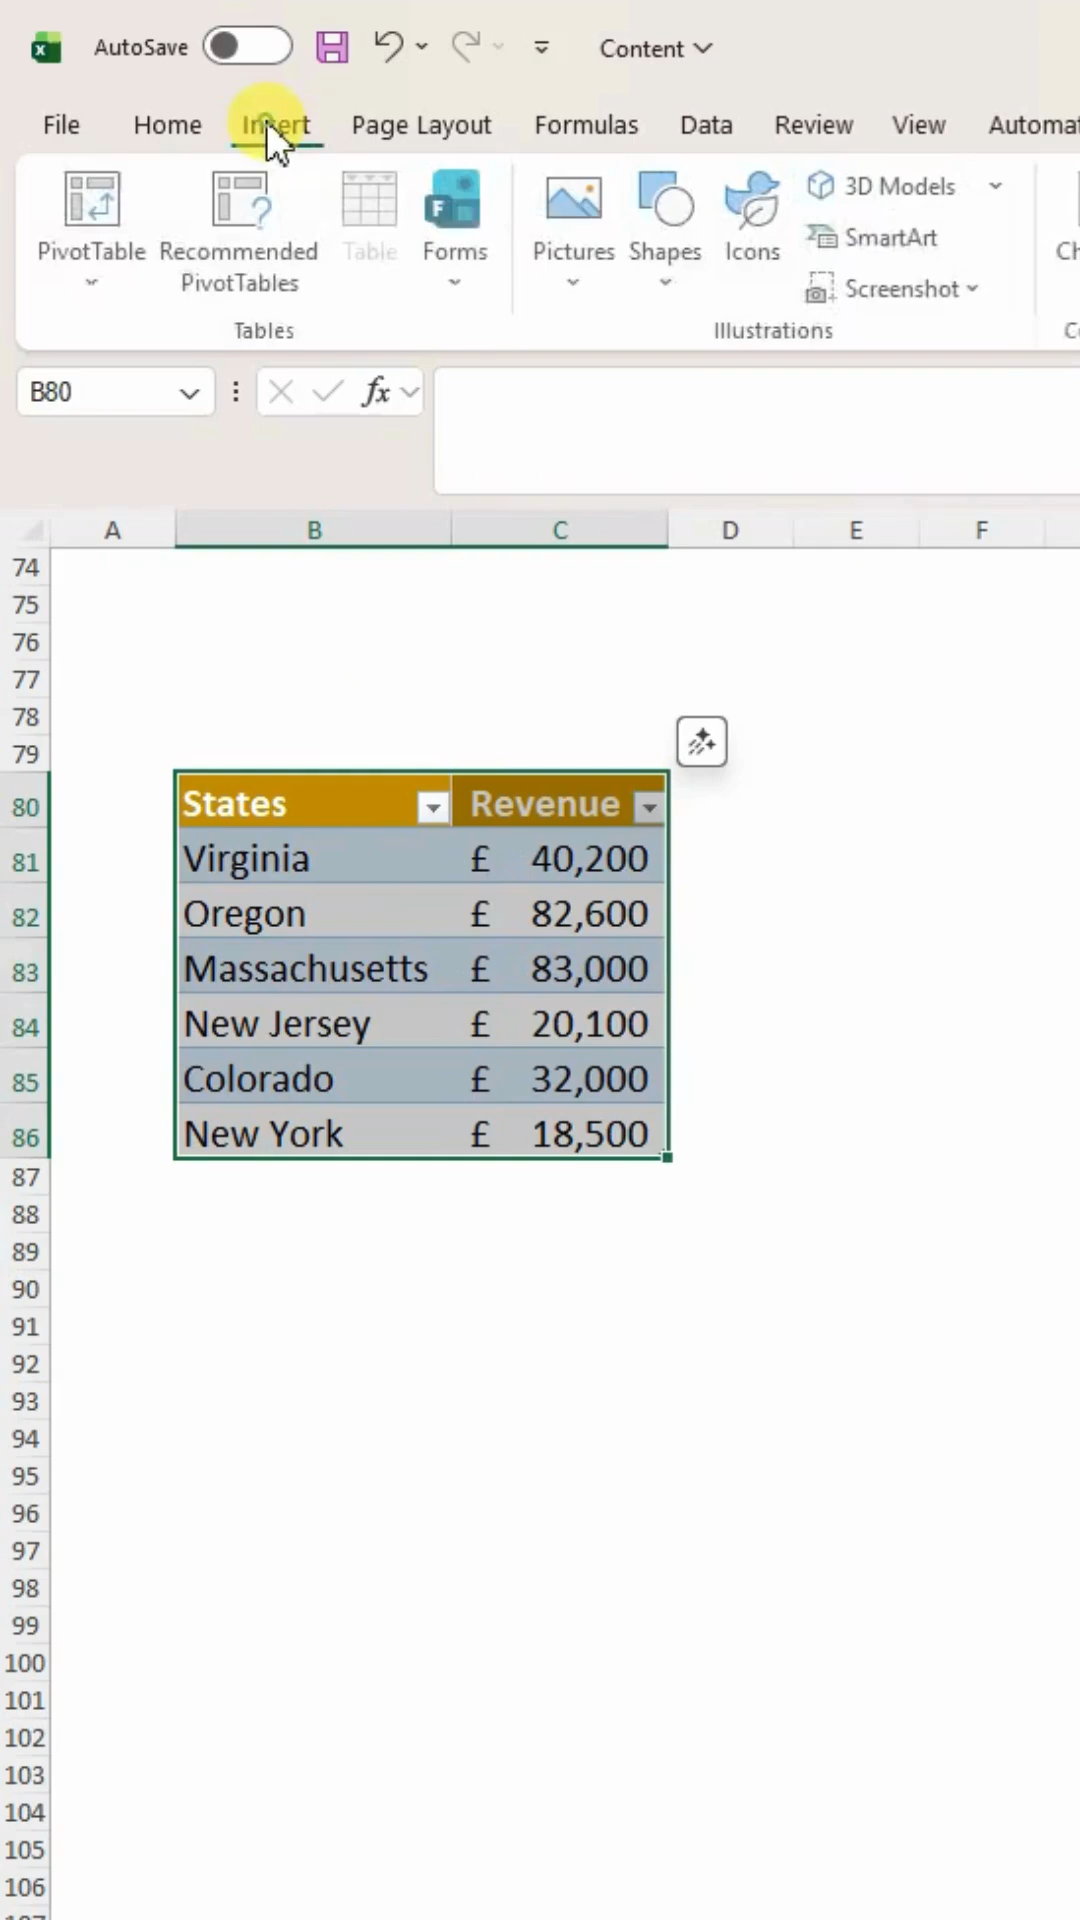 AutoSave Content
File Home Insert Page Layout Formulas Data Review View
PivotTable Recommended PivotTables Table Forms Pictures Shapes Icons 3D Models SmartArt Screenshot
Tables Illustrations
B80 fx
A B C D E F
74
75
76
77
78
79
80 States Revenue
81 Virginia £ 40,200
82 Oregon £ 82,600
83 Massachusetts £ 83,000
84 New Jersey £ 20,100
85 Colorado £ 32,000
86 New York £ 18,500
87
88
89
90
91
92
93
94
95
96
97
98
99
100
101
102
103
104
105
106